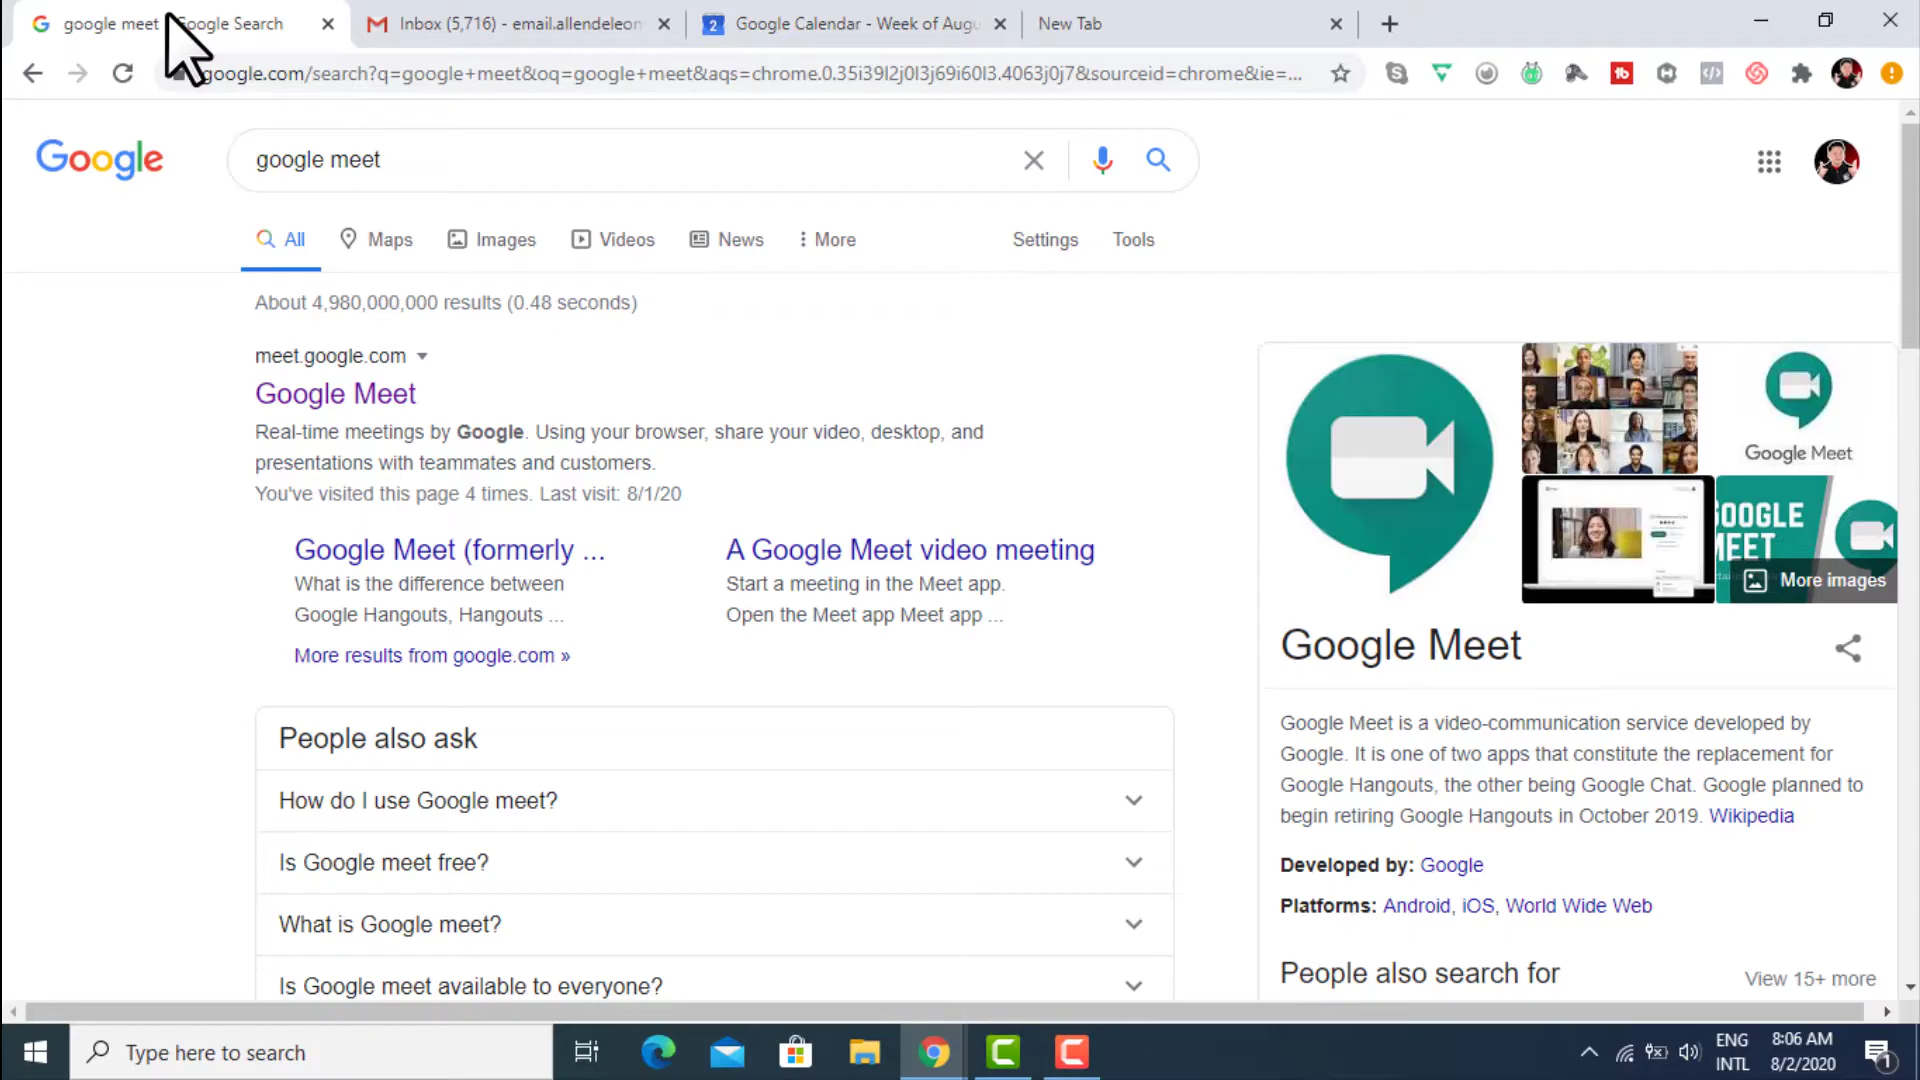 google meet - Google Search
Inbox (5,716) - email.allendeleon
Google Calendar - Week of Augu
New Tab
google.com/search?q=google+meet&oq=google+meet&aqs=chrome.0.35i39l2j0l3j69i60l3.4063j0j7&sourceid=chrome&ie=...
Google
google meet
All
Maps
Images
Videos
News
More
Settings
Tools
About 4,980,000,000 results (0.48 seconds)
meet.google.com
Google Meet
Real-time meetings by Google. Using your browser, share your video, desktop, and
presentations with teammates and customers.
You've visited this page 4 times. Last visit: 8/1/20
Google Meet (formerly ...
What is the difference between
Google Hangouts, Hangouts ...
A Google Meet video meeting
Start a meeting in the Meet app.
Open the Meet app Meet app ...
More results from google.com »
People also ask
How do I use Google meet?
Is Google meet free?
What is Google meet?
Is Google meet available to everyone?
Google Meet
GOOGLE
MEET
More images
Google Meet
Google Meet is a video-communication service developed by
Google. It is one of two apps that constitute the replacement for
Google Hangouts, the other being Google Chat. Google planned to
begin retiring Google Hangouts in October 2019. Wikipedia
Developed by: Google
Platforms: Android, iOS, World Wide Web
People also search for
View 15+ more
Type here to search
ENG
INTL
8:06 AM
8/2/2020
1